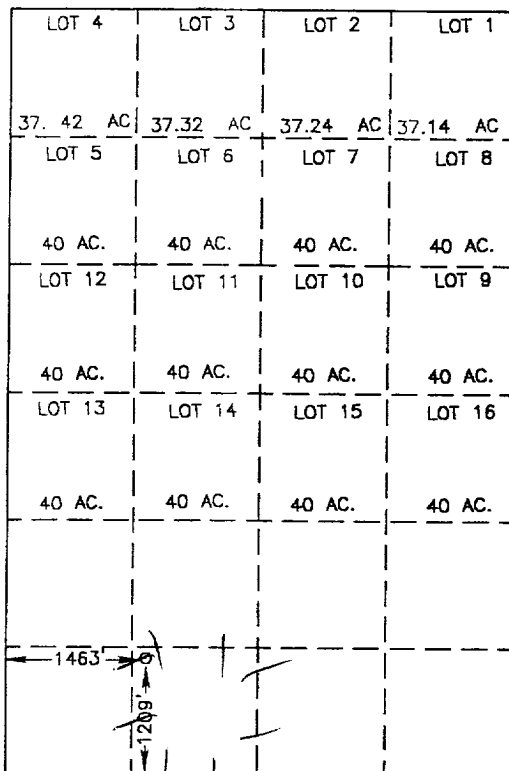 LOT 4 LOT 3 LOT 2 LOT 1
37. 42 AC 37.32 AC 37.24 AC 37.14 AC
LOT 5 LOT 6 LOT 7 LOT 8
40 AC. 40 AC. 40 AC. 40 AC.
LOT 12 LOT 11 LOT 10 LOT 9
40 AC. 40 AC. 40 AC. 40 AC.
LOT 13 LOT 14 LOT 15 LOT 16
40 AC. 40 AC. 40 AC. 40 AC.
1463'
1209'